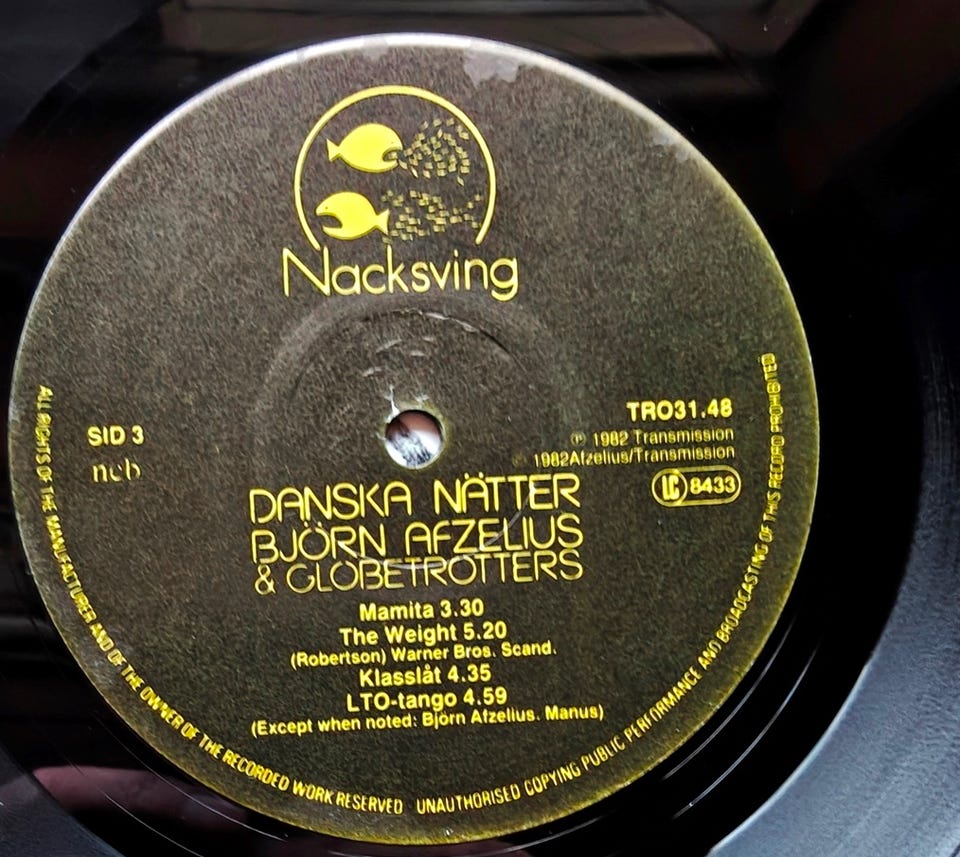 Nacksving
SID 3
ncb
TRO31.48
℗ 1982 Transmission
© 1982Afzelius/Transmission
LC 8433
DANSKA NÄTTER
BJÖRN AFZELIUS
& GLOBETROTTERS
Mamita 3.30
The Weight 5.20
(Robertson) Warner Bros. Scand.
Klasslåt 4.35
LTO-tango 4.59
(Except when noted: Björn Afzelius. Manus)
ALL RIGHTS OF THE MANUFACTURER AND OF THE OWNER OF THE RECORDED WORK RESERVED UNAUTHORISED COPYING PUBLIC PERFORMANCE AND BROADCASTING OF THIS RECORD PROHIBITED